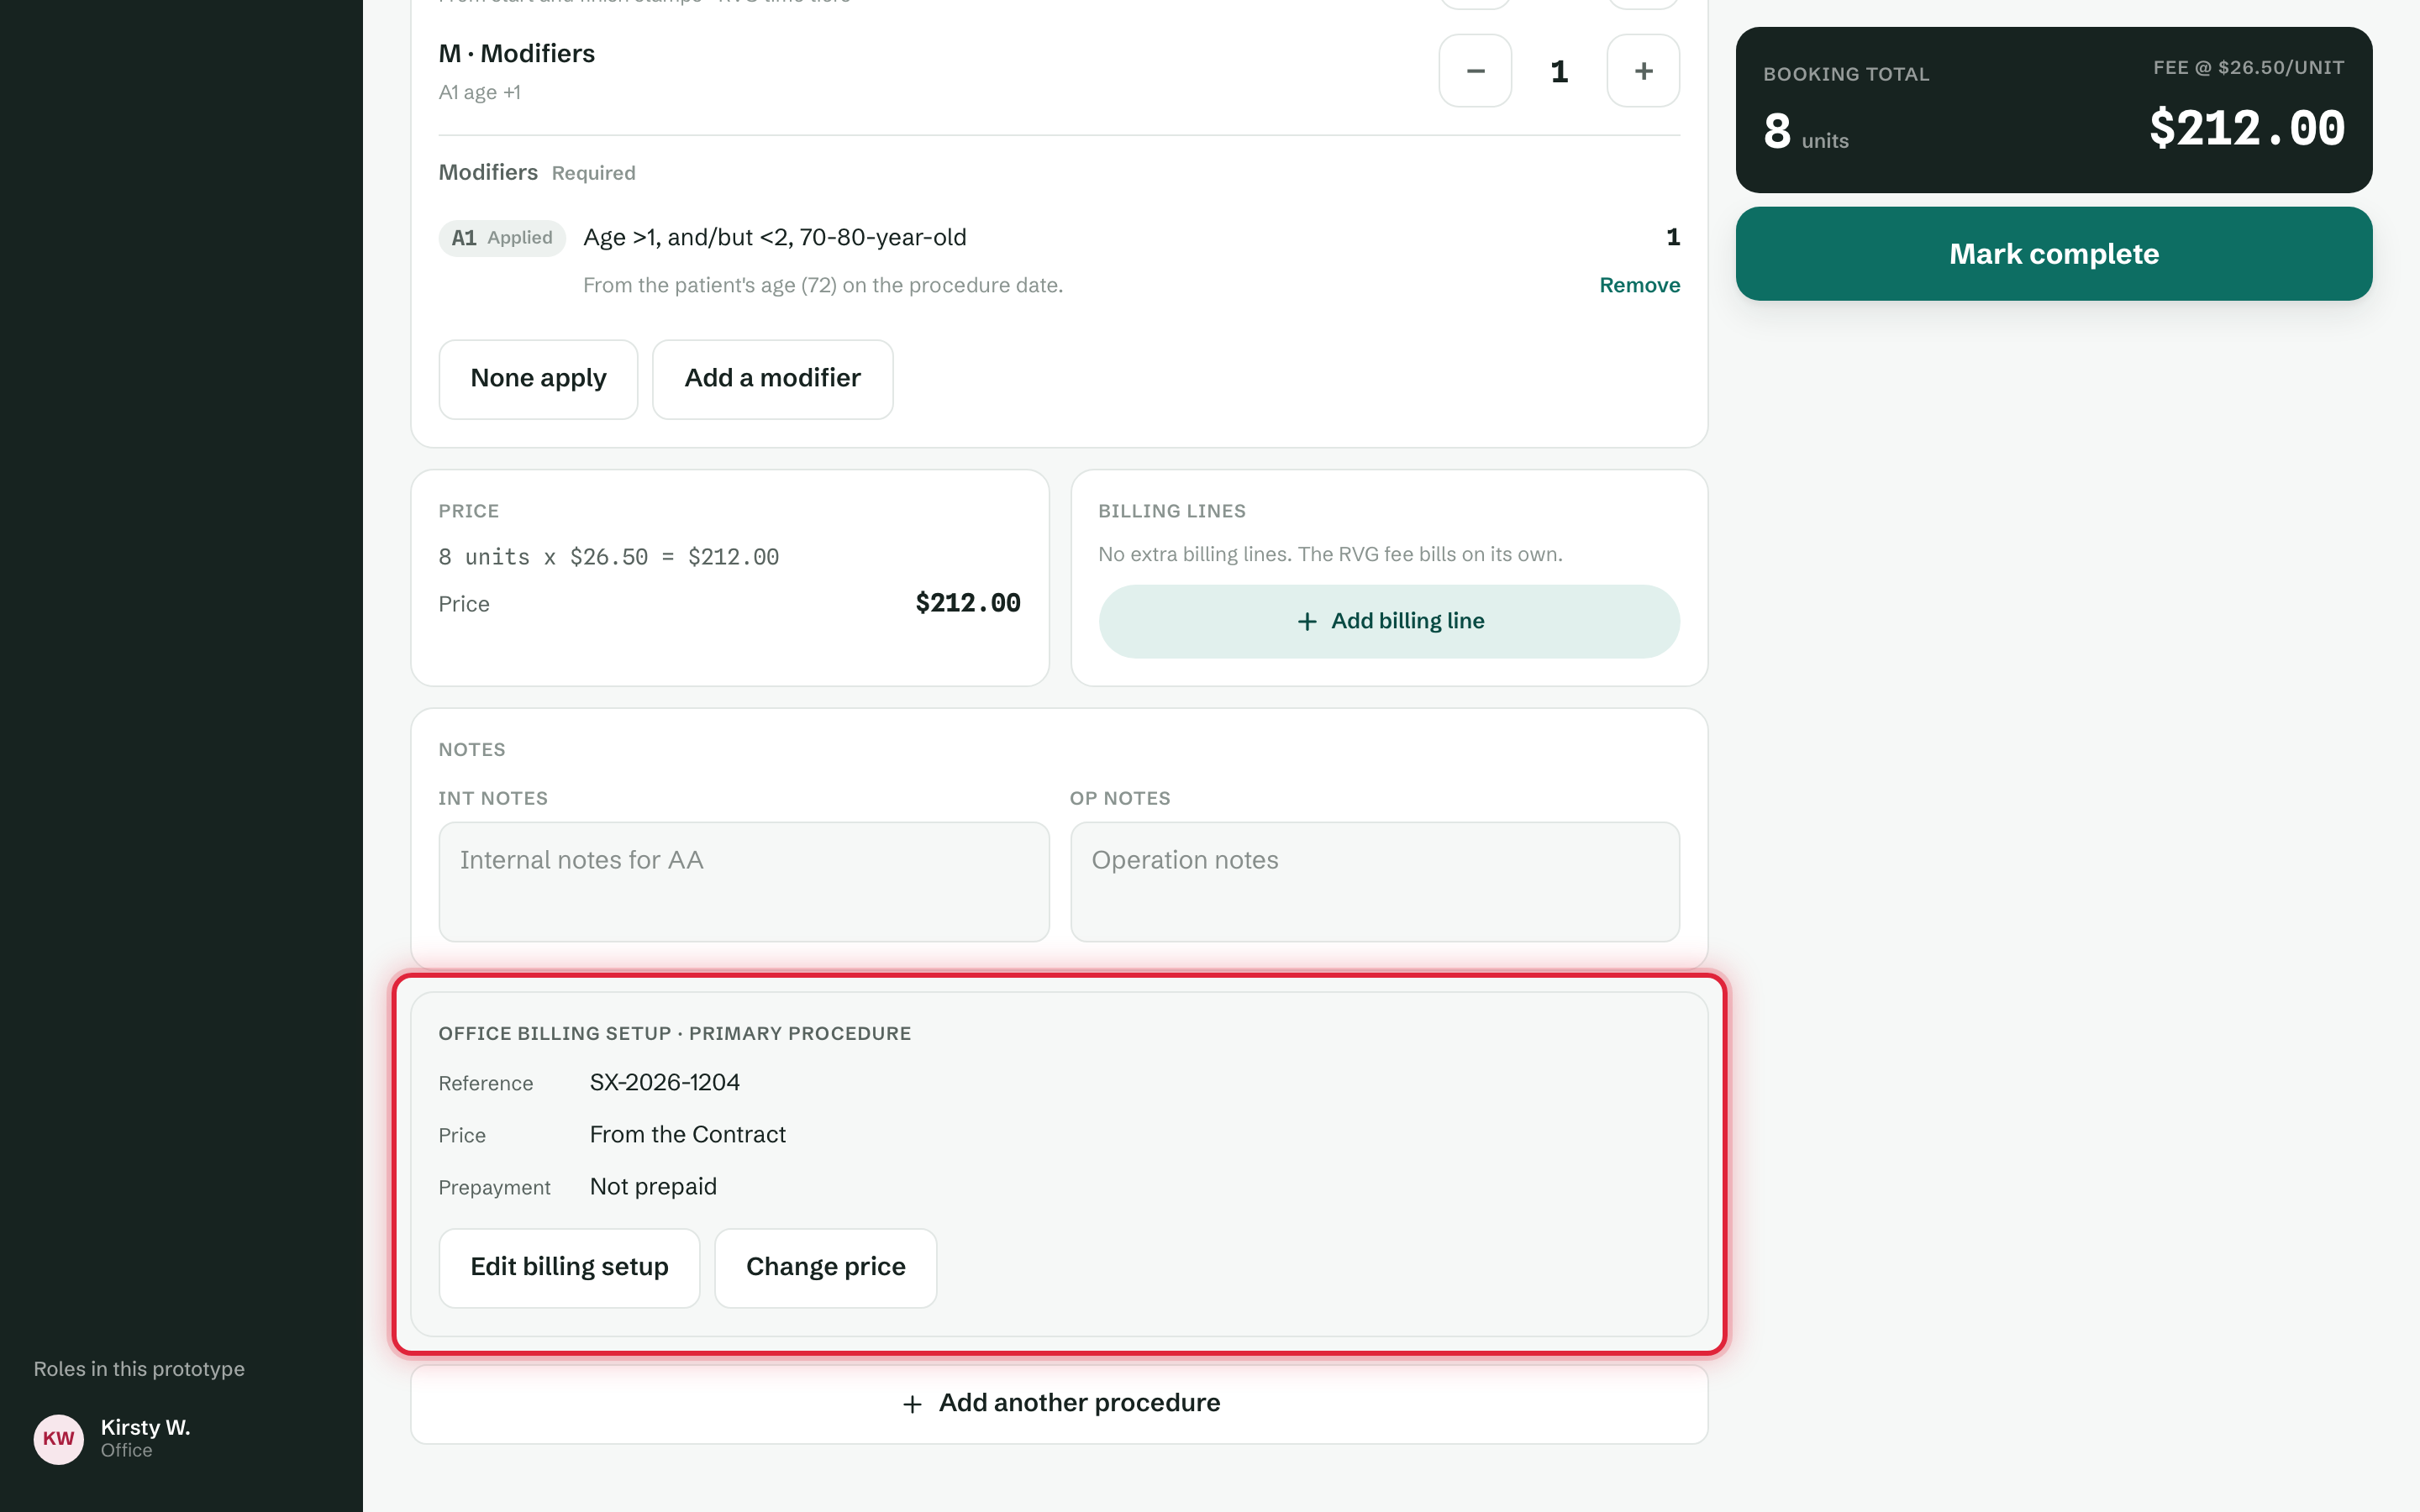 M · Modifiers
A1 age +1
− 1 +
Modifiers Required
A1 Applied Age >1, and/but <2, 70-80-year-old 1
From the patient's age (72) on the procedure date. Remove
None apply Add a modifier
PRICE
8 units x $26.50 = $212.00
Price $212.00
BILLING LINES
No extra billing lines. The RVG fee bills on its own.
+ Add billing line
NOTES
INT NOTES
Internal notes for AA
OP NOTES
Operation notes
OFFICE BILLING SETUP · PRIMARY PROCEDURE
Reference SX-2026-1204
Price From the Contract
Prepayment Not prepaid
Edit billing setup Change price
+ Add another procedure
BOOKING TOTAL FEE @ $26.50/UNIT
8 units $212.00
Mark complete
Roles in this prototype
KW Kirsty W.
Office